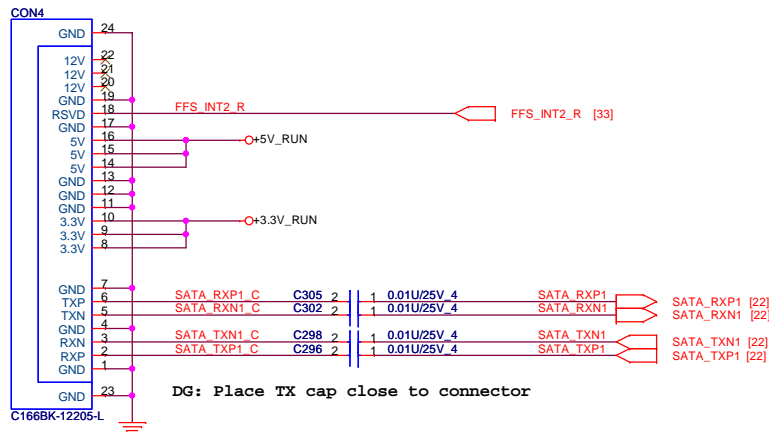 CON4
GND 24
12V 22
12V 21
12V 20
GND 19
RSVD 18 FFS_INT2_R FFS_INT2_R [33]
GND 17
5V 16 +5V_RUN
5V 15
5V 14
GND 13
GND 12
GND 11
3.3V 10 +3.3V_RUN
3.3V 9
3.3V 8
GND 7
TXP 6 SATA_RXP1_C C305 2 1 0.01U/25V_4 SATA_RXP1 SATA_RXP1 [22]
TXN 5 SATA_RXN1_C C302 2 1 0.01U/25V_4 SATA_RXN1 SATA_RXN1 [22]
GND 4
RXN 3 SATA_TXN1_C C298 2 1 0.01U/25V_4 SATA_TXN1 SATA_TXN1 [22]
RXP 2 SATA_TXP1_C C296 2 1 0.01U/25V_4 SATA_TXP1 SATA_TXP1 [22]
GND 1
GND 23
DG: Place TX cap close to connector
C166BK-12205-L